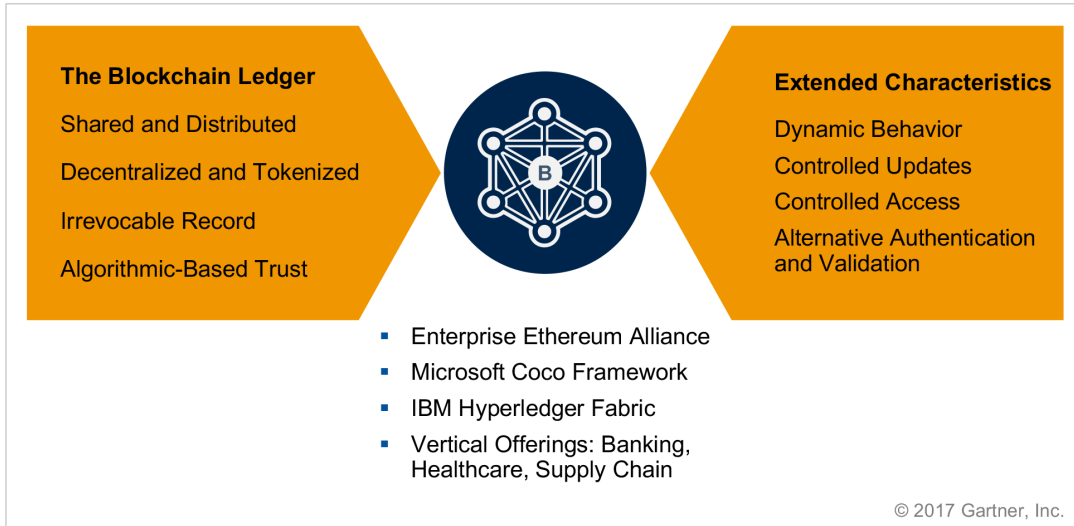 The Blockchain Ledger
Shared and Distributed
Decentralized and Tokenized
Irrevocable Record
Algorithmic-Based Trust
B
Extended Characteristics
Dynamic Behavior
Controlled Updates
Controlled Access
Alternative Authentication
and Validation
▪ Enterprise Ethereum Alliance
▪ Microsoft Coco Framework
▪ IBM Hyperledger Fabric
▪ Vertical Offerings: Banking,
Healthcare, Supply Chain
© 2017 Gartner, Inc.